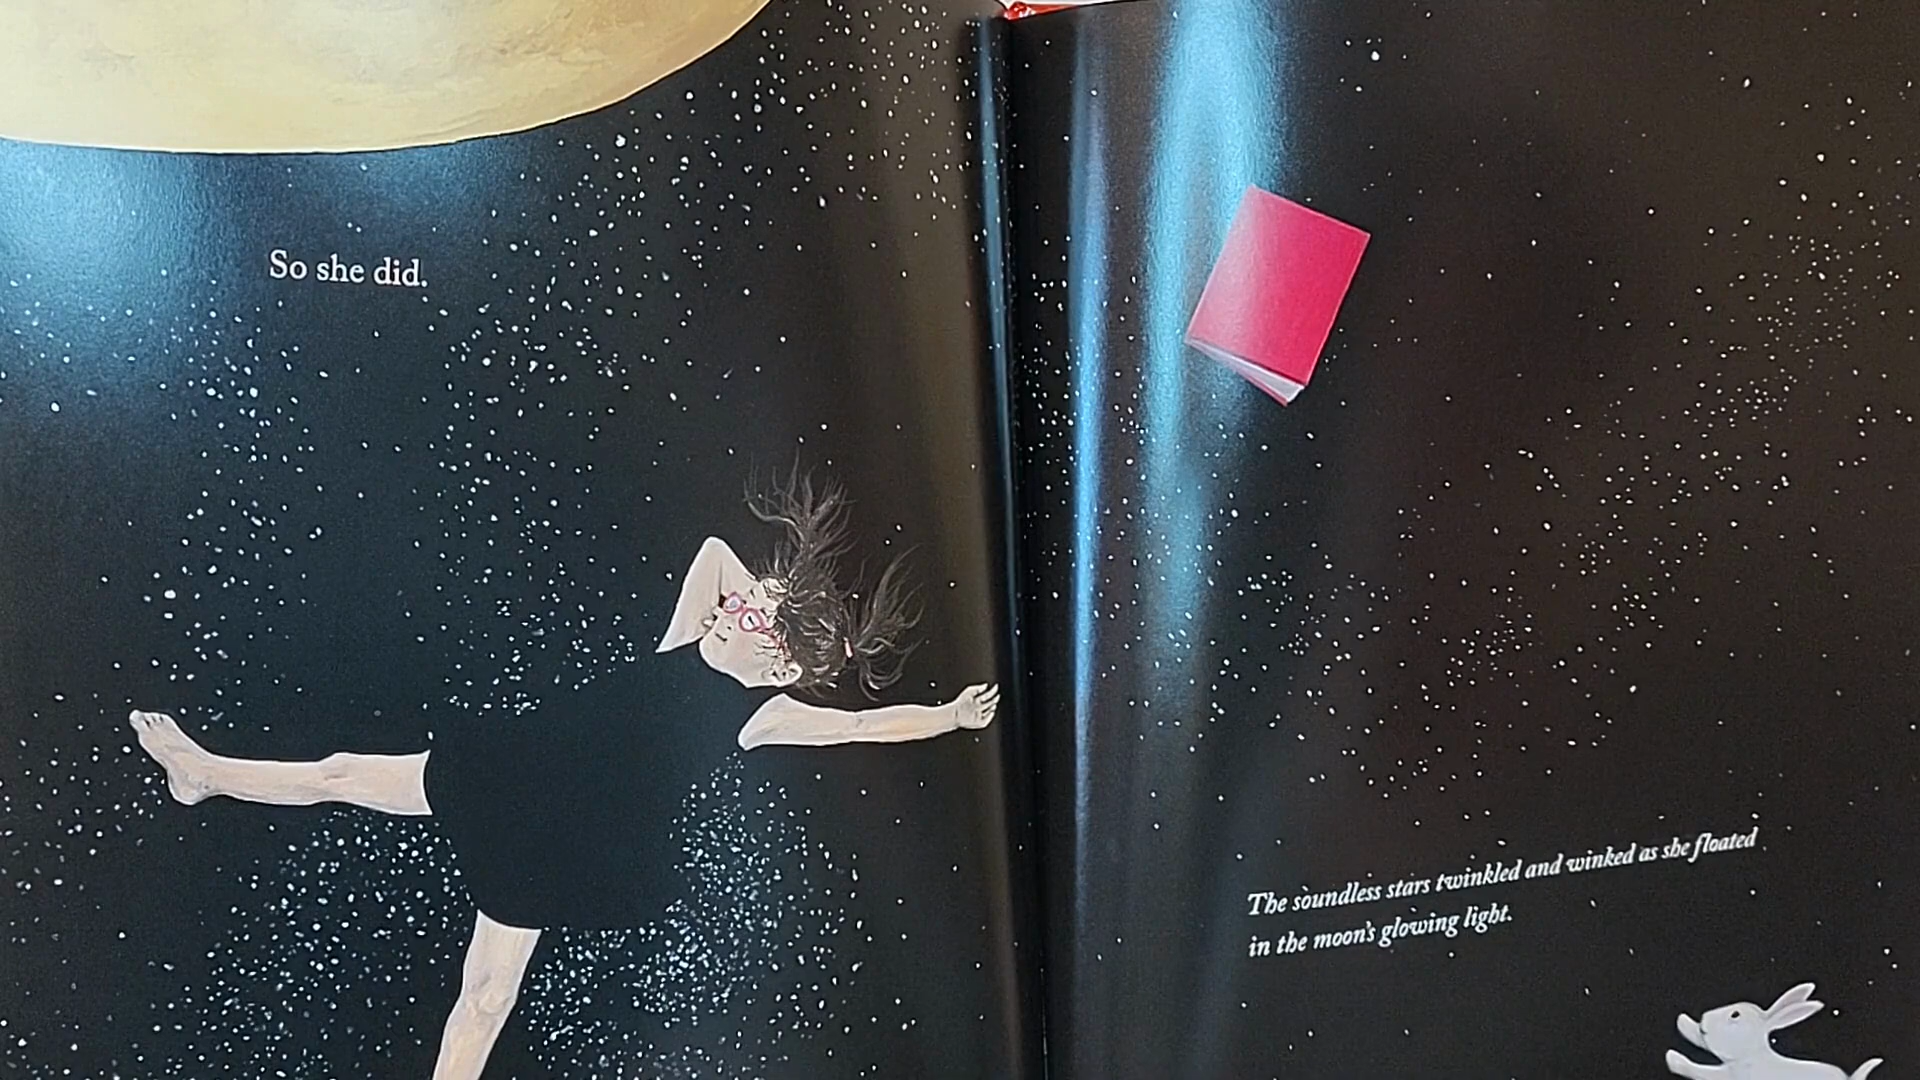 So she did.
The soundless stars twinkled and winked as she floated
in the moon's glowing light.